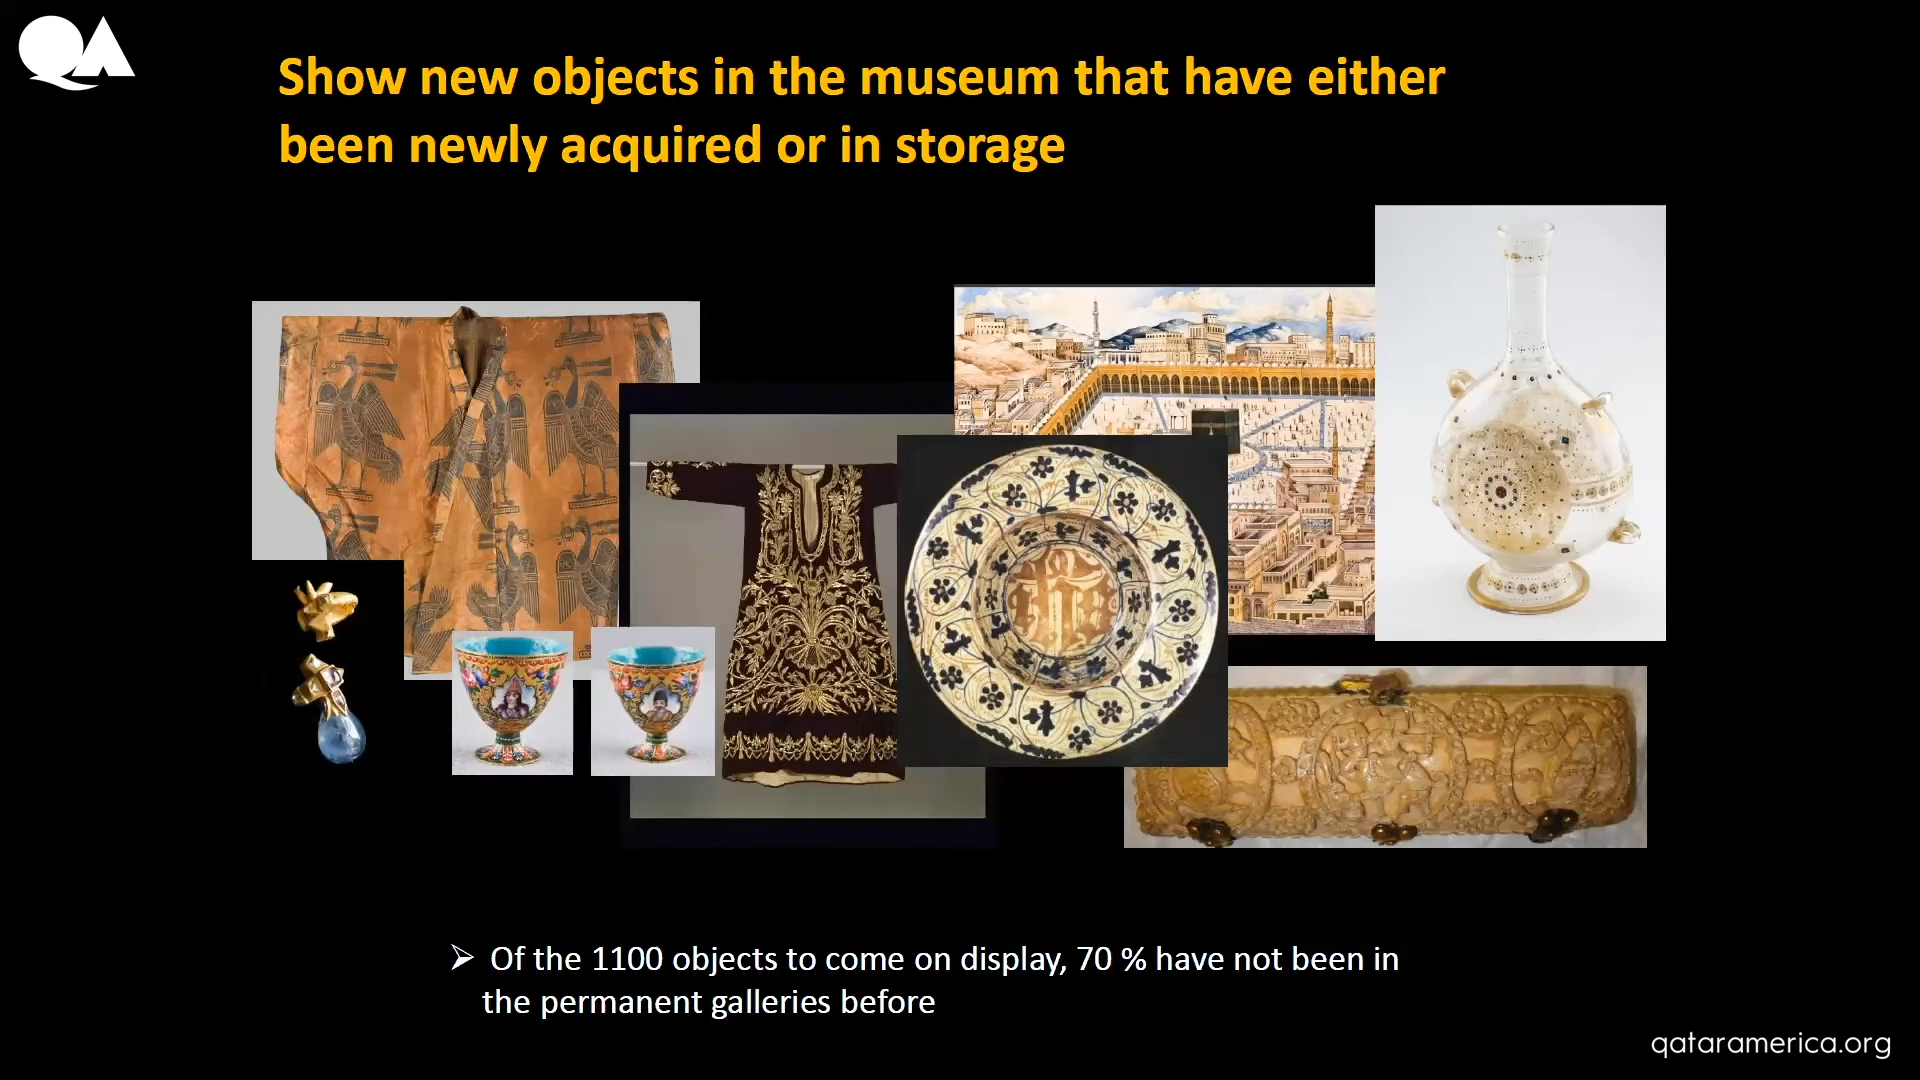 QA
Show new objects in the museum that have either
been newly acquired or in storage
➢ Of the 1100 objects to come on display, 70 % have not been in
the permanent galleries before
qataramerica.org